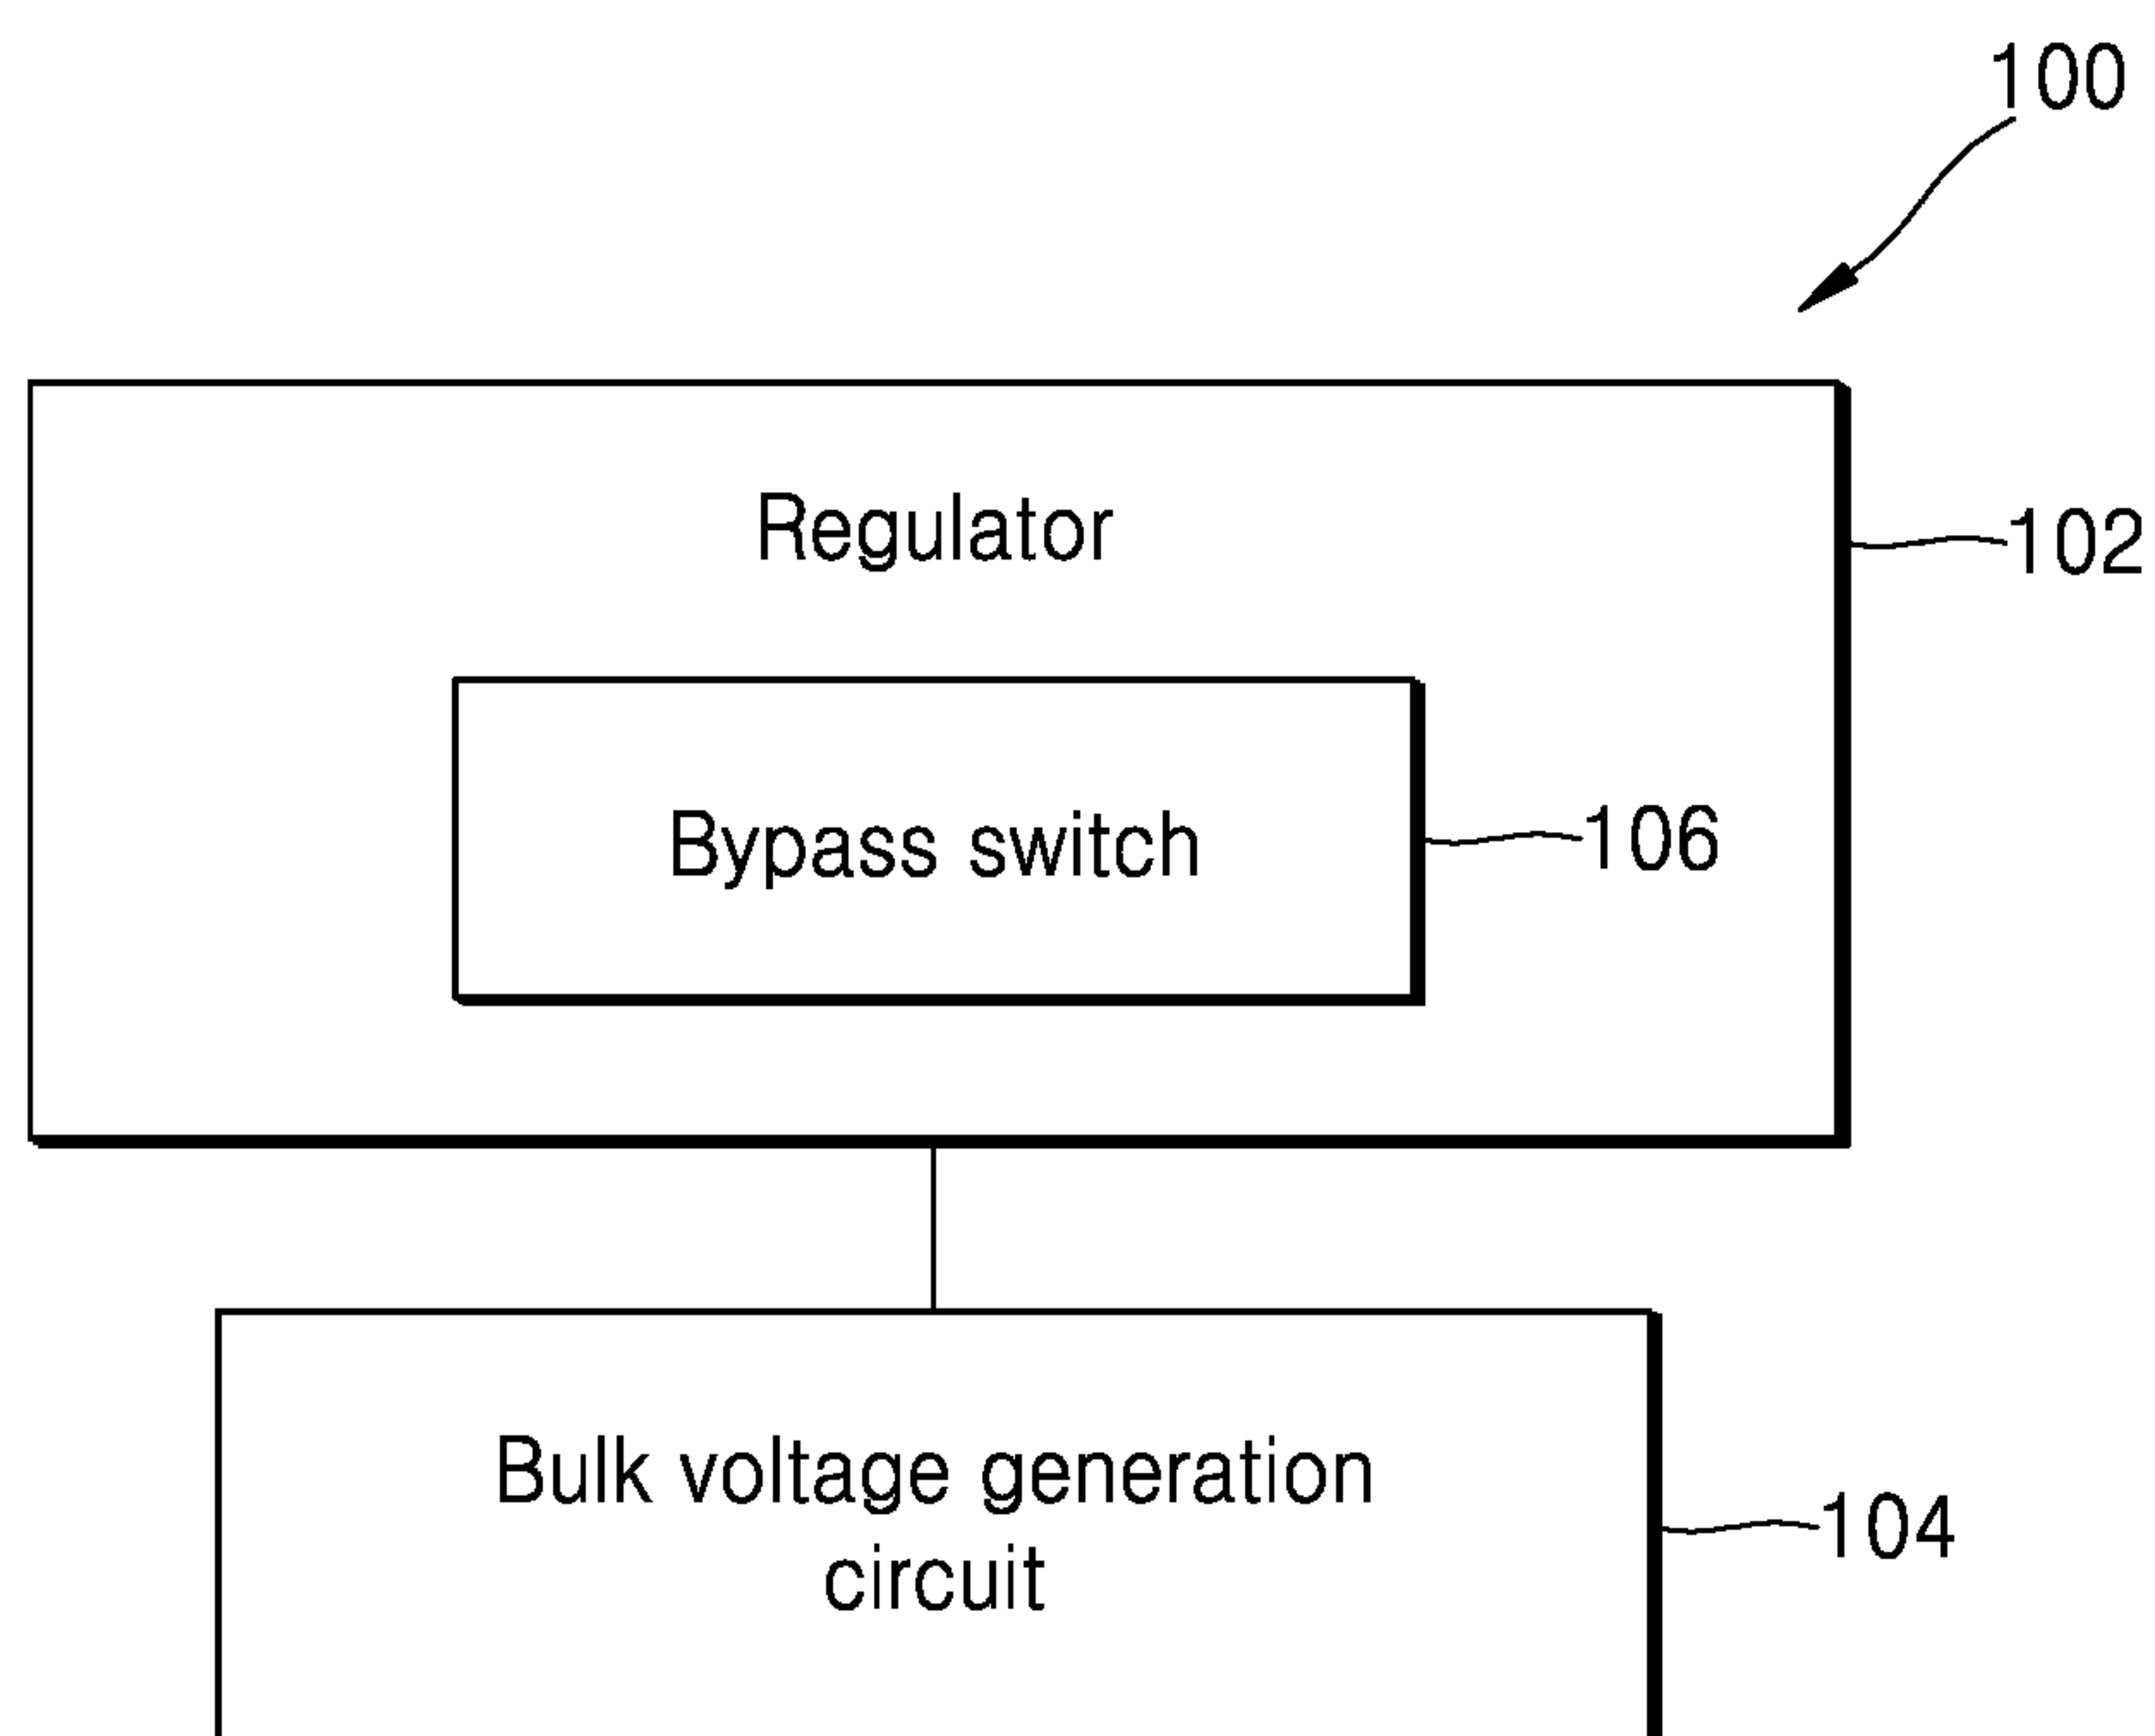 100
Regulator
102
Bypass switch
106
Bulk voltage generation
circuit
104